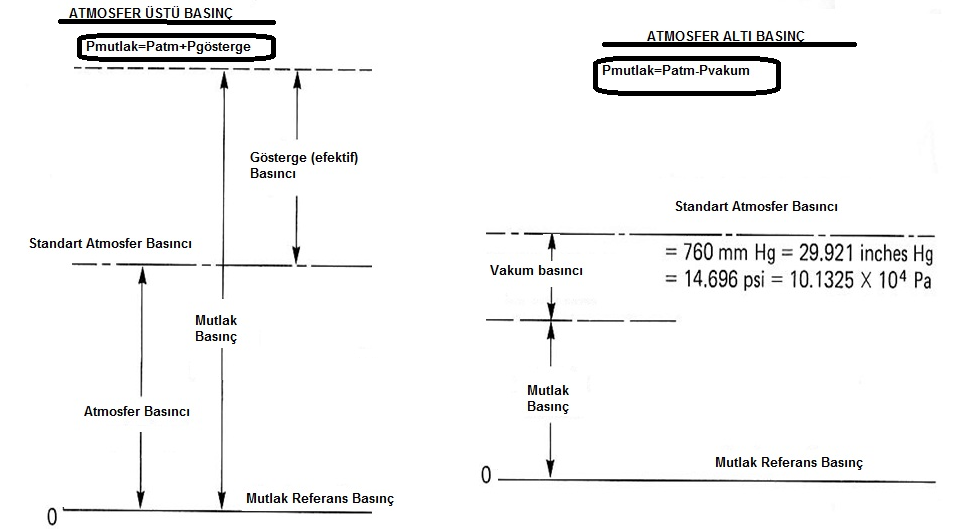 ATMOSFER ÜSTÜ BASINÇ
Pmutlak=Patm+Pgösterge
Gösterge (efektif)
Basıncı
Standart Atmosfer Basıncı
Mutlak
Basınç
Atmosfer Basıncı
Mutlak Referans Basınç
0
ATMOSFER ALTI BASINÇ
Pmutlak=Patm-Pvakum
Standart Atmosfer Basıncı
= 760 mm Hg = 29.921 inches Hg
= 14.696 psi = 10.1325 X 10⁴ Pa
Vakum basıncı
Mutlak
Basınç
Mutlak Referans Basınç
0